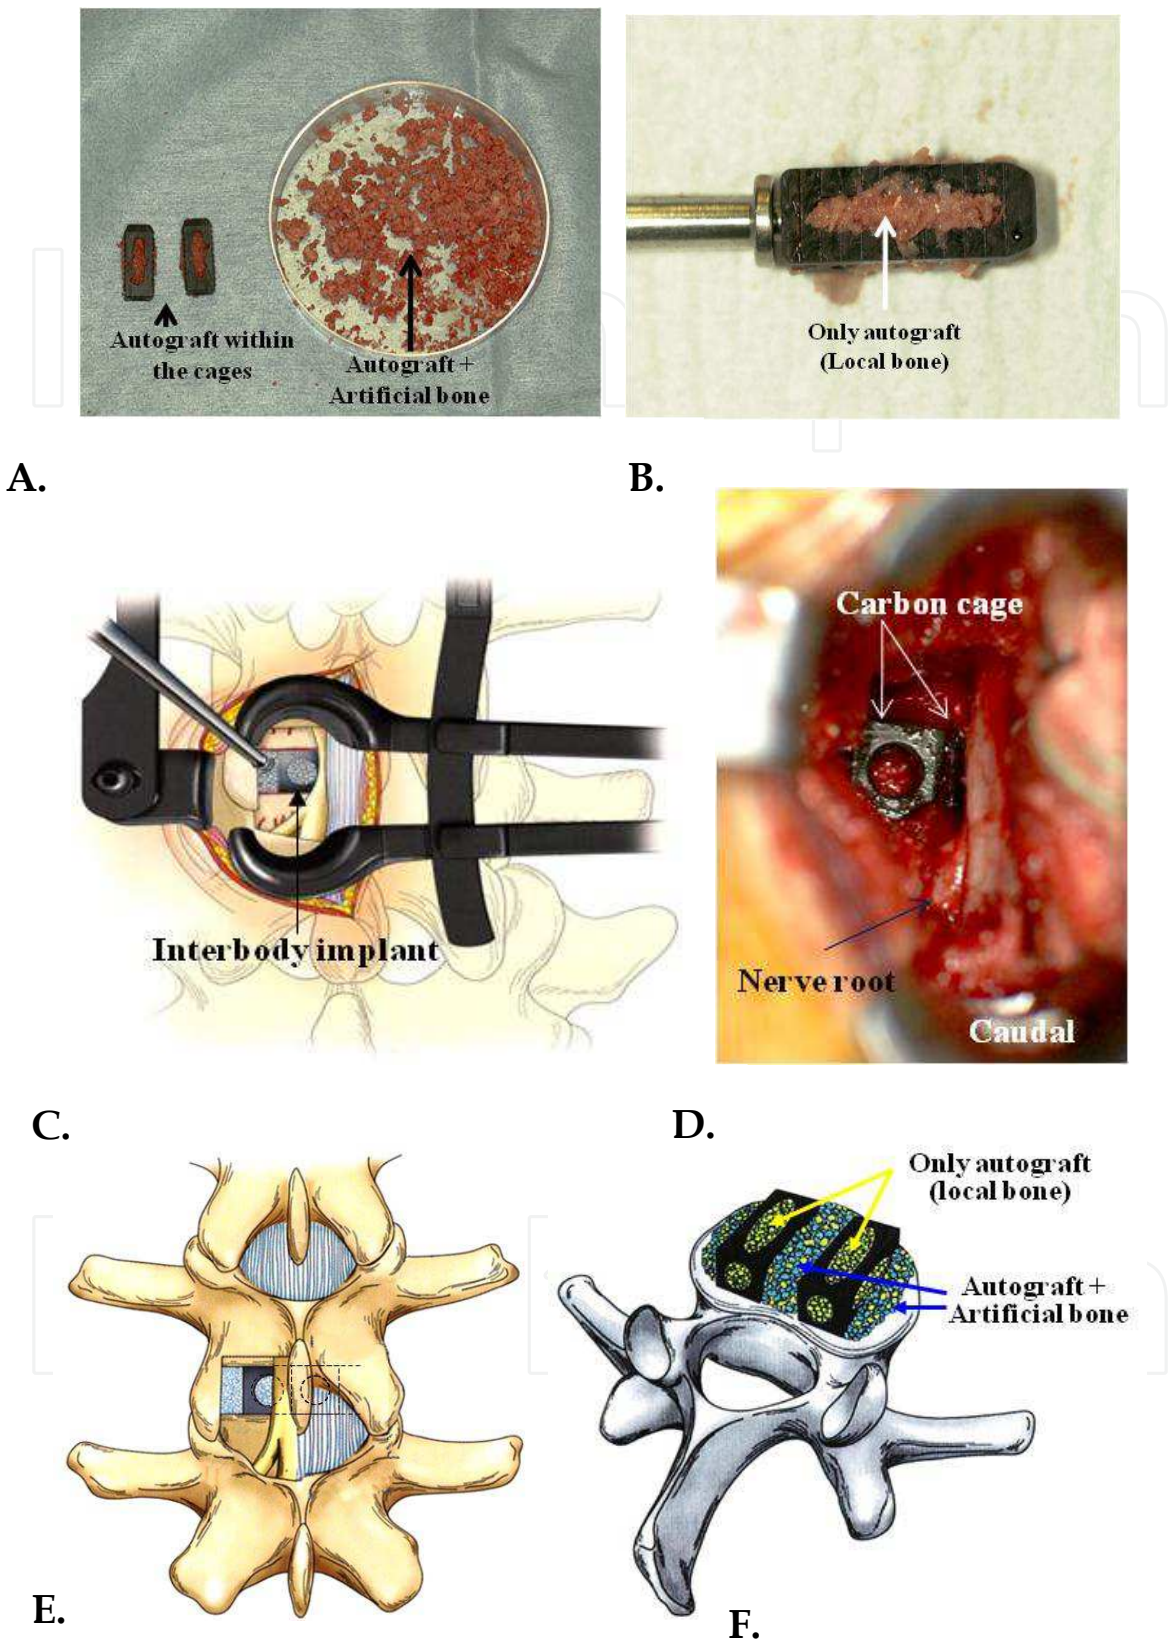 Autograft within
the cages
Autograft +
Artificial bone
Only autograft
(Local bone)
A.
B.
Interbody implant
Carbon cage
Nerve root
Caudal
C.
D.
Only autograft
(local bone)
Autograft +
Artificial bone
E.
F.